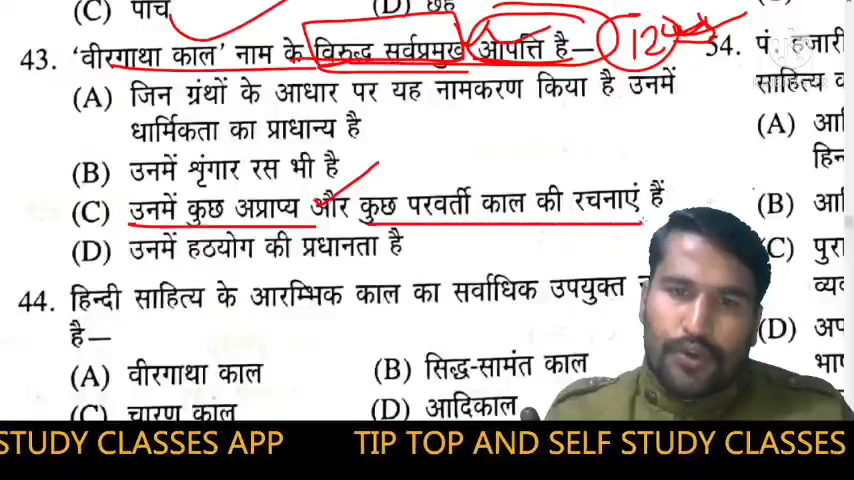 (C) पांच
(D) छह
43. 'वीरगाथा काल' नाम के विरुद्ध सर्वप्रमुख आपत्ति है—
12
(A) जिन ग्रंथों के आधार पर यह नामकरण किया है उनमें
धार्मिकता का प्राधान्य है
(B) उनमें शृंगार रस भी है
(C) उनमें कुछ अप्राप्य और कुछ परवर्ती काल की रचनाएं हैं
(D) उनमें हठयोग की प्रधानता है
44. हिन्दी साहित्य के आरम्भिक काल का सर्वाधिक उपयुक्त
है—
(A) वीरगाथा काल
(B) सिद्ध-सामंत काल
(C) चारण काल
(D) आदिकाल
54. पं हजारी
साहित्य
(A) आ
हिन
(B) आ
(C) पुरा
व्य
(D) अप
भाष
STUDY CLASSES APP TIP TOP AND SELF STUDY CLASSES